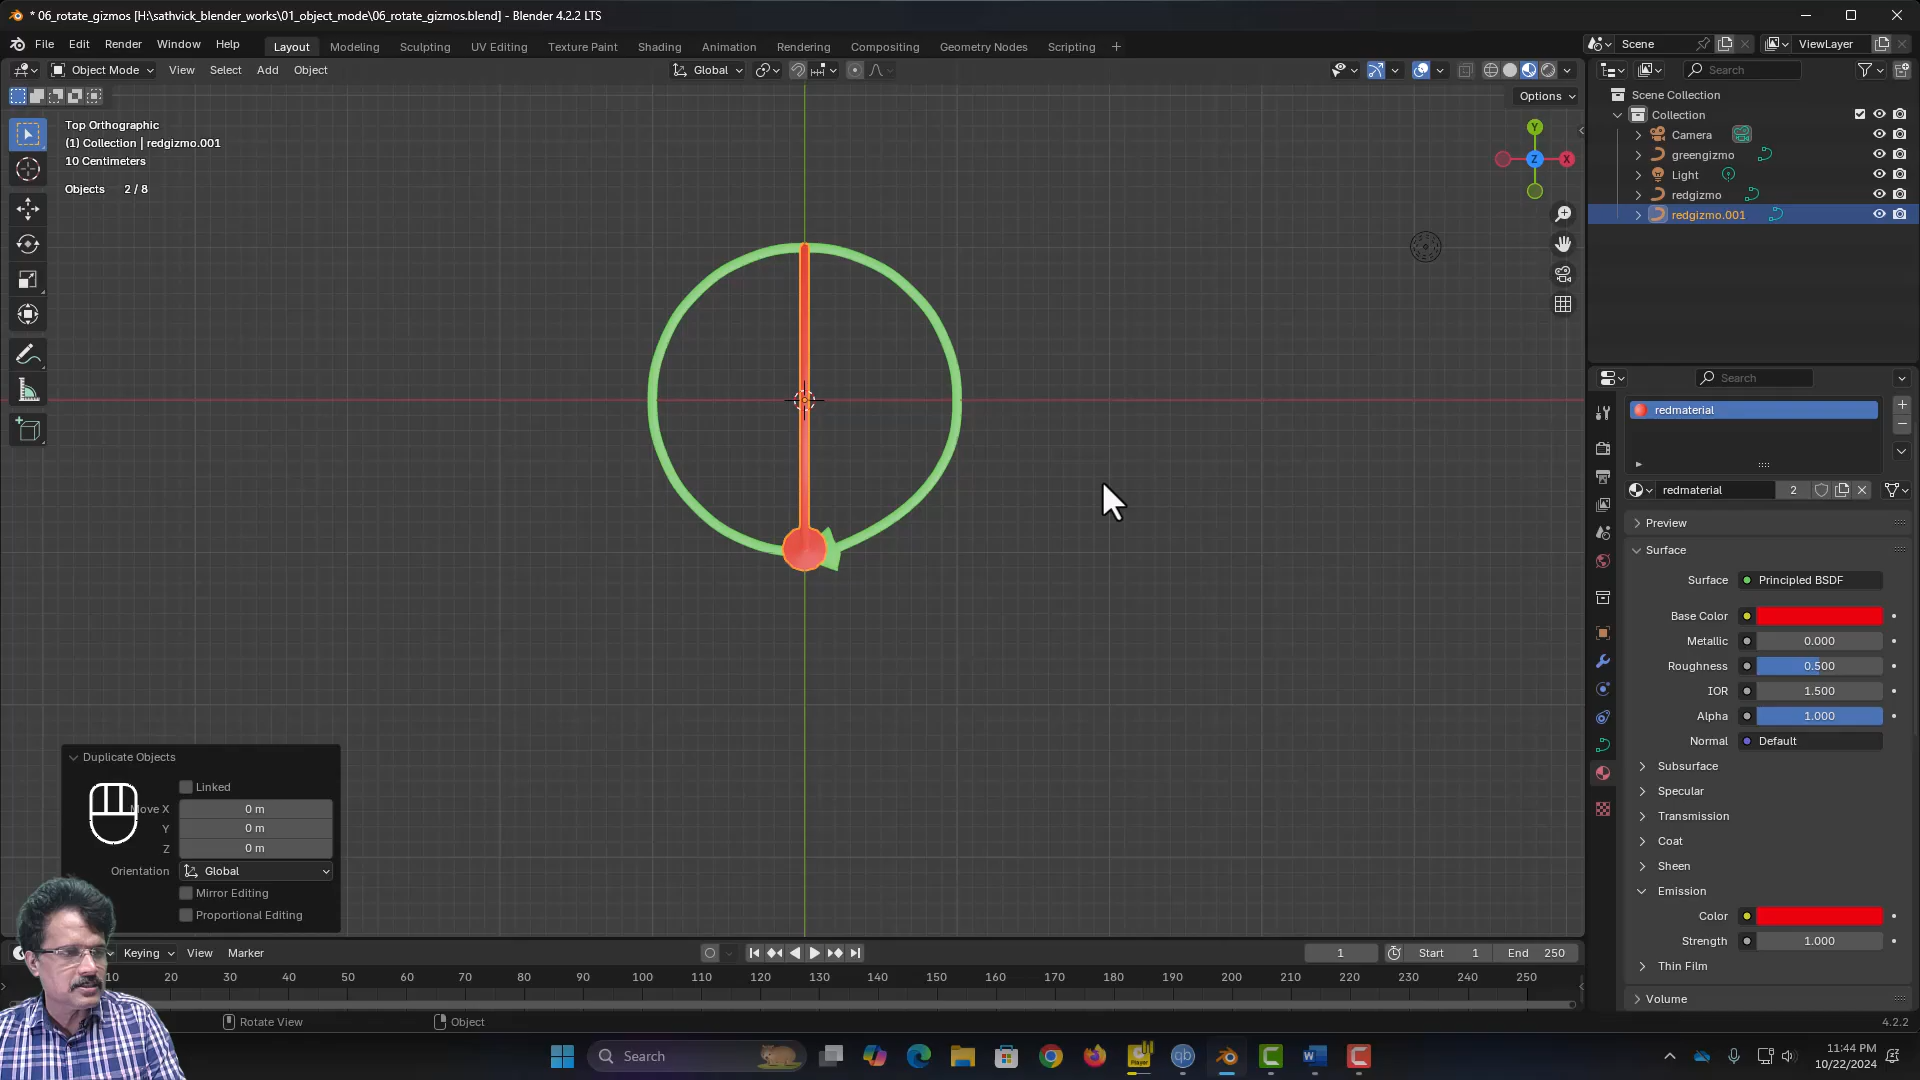 * 06_rotate_gizmos [H:\sathvick_blender_works\01_object_mode\06_rotate_gizmos.blend] - Blender 4.2.2 LTS
File Edit Render Window Help
Layout Modeling Sculpting UV Editing Texture Paint Shading Animation Rendering Compositing Geometry Nodes Scripting +
Scene ViewLayer
Object Mode View Select Add Object
Global
Search
Options
Top Orthographic
(1) Collection | redgizmo.001
10 Centimeters
Objects 2 / 8
Y
Z
X
Scene Collection
Collection
Camera
greengizmo
Light
redgizmo
redgizmo.001
Search
redmaterial
redmaterial 2
Preview
Surface
Surface Principled BSDF
Base Color
Metallic 0.000
Roughness 0.500
IOR 1.500
Alpha 1.000
Normal Default
Subsurface
Specular
Transmission
Coat
Sheen
Emission
Color
Strength 1.000
Thin Film
Volume
Duplicate Objects
Linked
Move X 0 m
Y 0 m
Z 0 m
Orientation Global
Mirror Editing
Proportional Editing
Keying View Marker
1 Start 1 End 250
10 20 30 40 50 60 70 80 90 100 110 120 130 140 150 160 170 180 190 200 210 220 230 240 250
Rotate View Object
4.2.2
Search
11:44 PM
10/22/2024